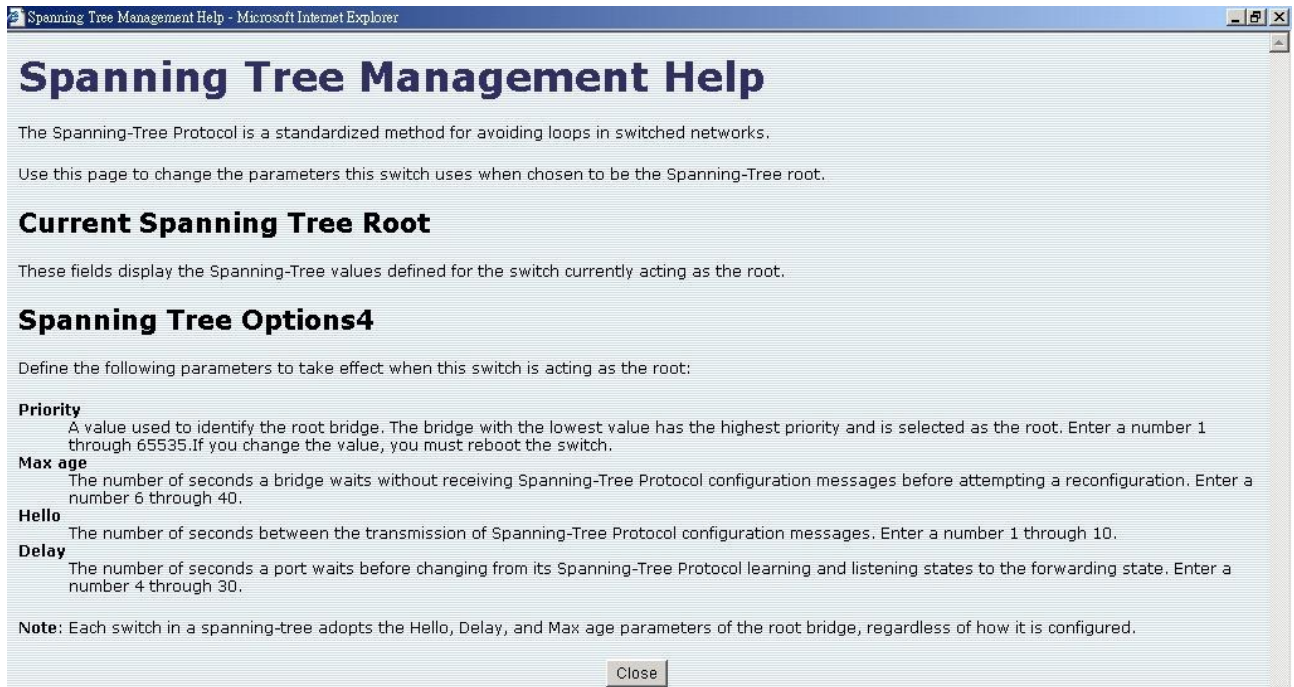 Spanning Tree Management Help - Microsoft Internet Explorer
Spanning Tree Management Help
The Spanning-Tree Protocol is a standardized method for avoiding loops in switched networks.
Use this page to change the parameters this switch uses when chosen to be the Spanning-Tree root.
Current Spanning Tree Root
These fields display the Spanning-Tree values defined for the switch currently acting as the root.
Spanning Tree Options4
Define the following parameters to take effect when this switch is acting as the root:
Priority
A value used to identify the root bridge. The bridge with the lowest value has the highest priority and is selected as the root. Enter a number 1
through 65535.If you change the value, you must reboot the switch.
Max age
The number of seconds a bridge waits without receiving Spanning-Tree Protocol configuration messages before attempting a reconfiguration. Enter a
number 6 through 40.
Hello
The number of seconds between the transmission of Spanning-Tree Protocol configuration messages. Enter a number 1 through 10.
Delay
The number of seconds a port waits before changing from its Spanning-Tree Protocol learning and listening states to the forwarding state. Enter a
number 4 through 30.
Note: Each switch in a spanning-tree adopts the Hello, Delay, and Max age parameters of the root bridge, regardless of how it is configured.
Close